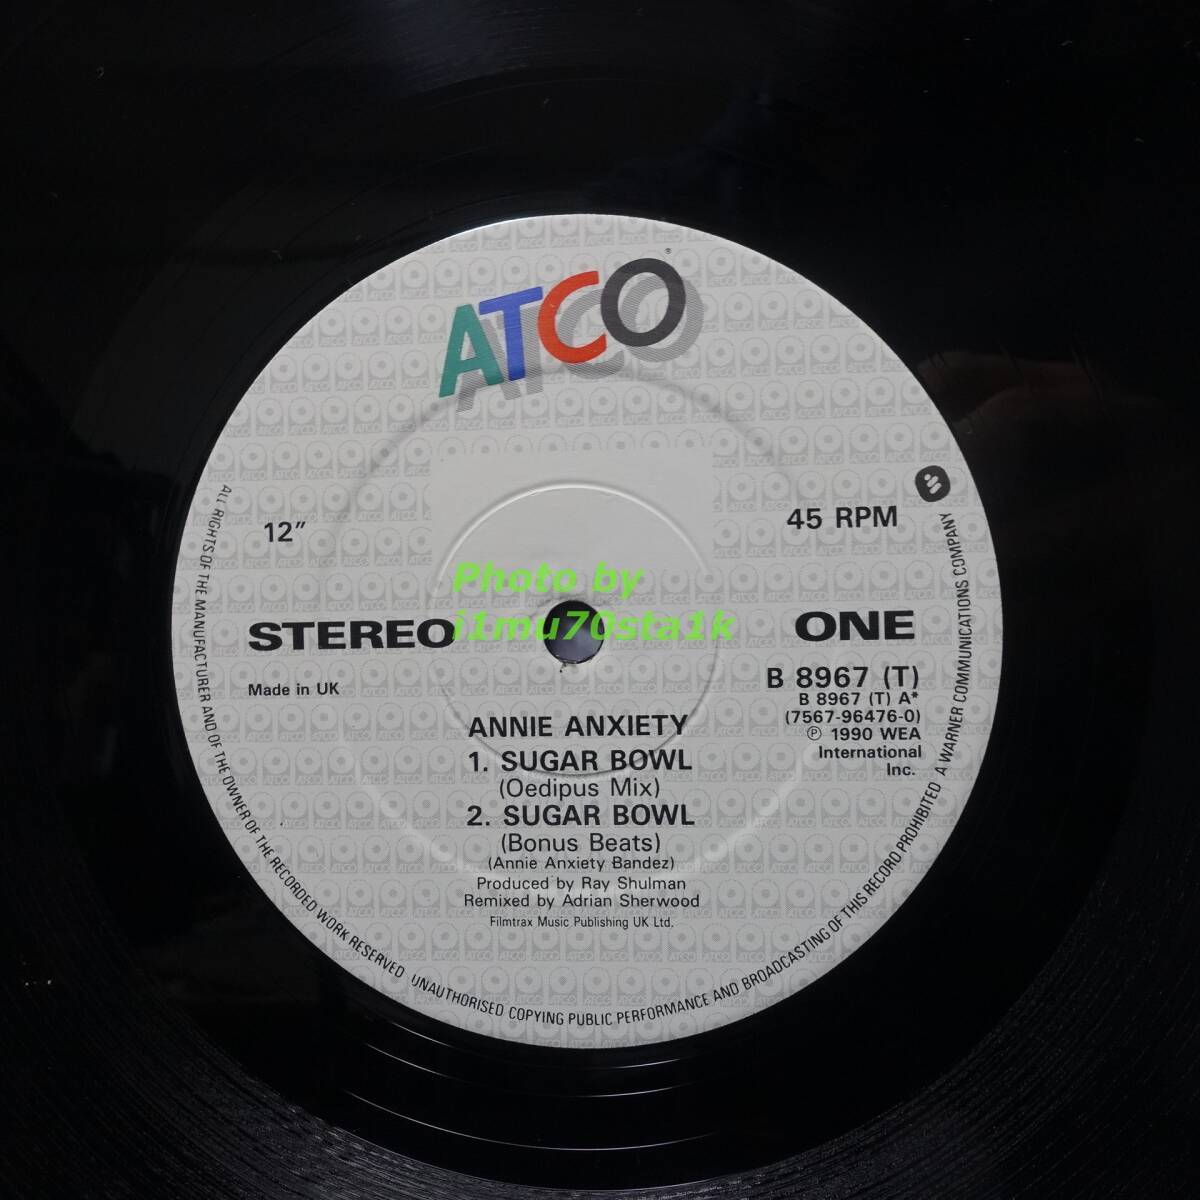 ATCO
®
12"
45 RPM
Photo by
i1mu70sta1k
STEREO
ONE
Made in UK
B 8967 (T)
B 8967 (T) A*
(7567-96476-0)
℗ 1990 WEA
International
Inc.
ANNIE ANXIETY
1. SUGAR BOWL
(Oedipus Mix)
2. SUGAR BOWL
(Bonus Beats)
(Annie Anxiety Bandez)
Produced by Ray Shulman
Remixed by Adrian Sherwood
Filmtrax Music Publishing UK Ltd.
ALL RIGHTS OF THE MANUFACTURER AND OF THE OWNER OF THE RECORDED WORK RESERVED UNAUTHORISED COPYING PUBLIC PERFORMANCE AND BROADCASTING OF THIS RECORD PROHIBITED A WARNER COMMUNICATIONS COMPANY